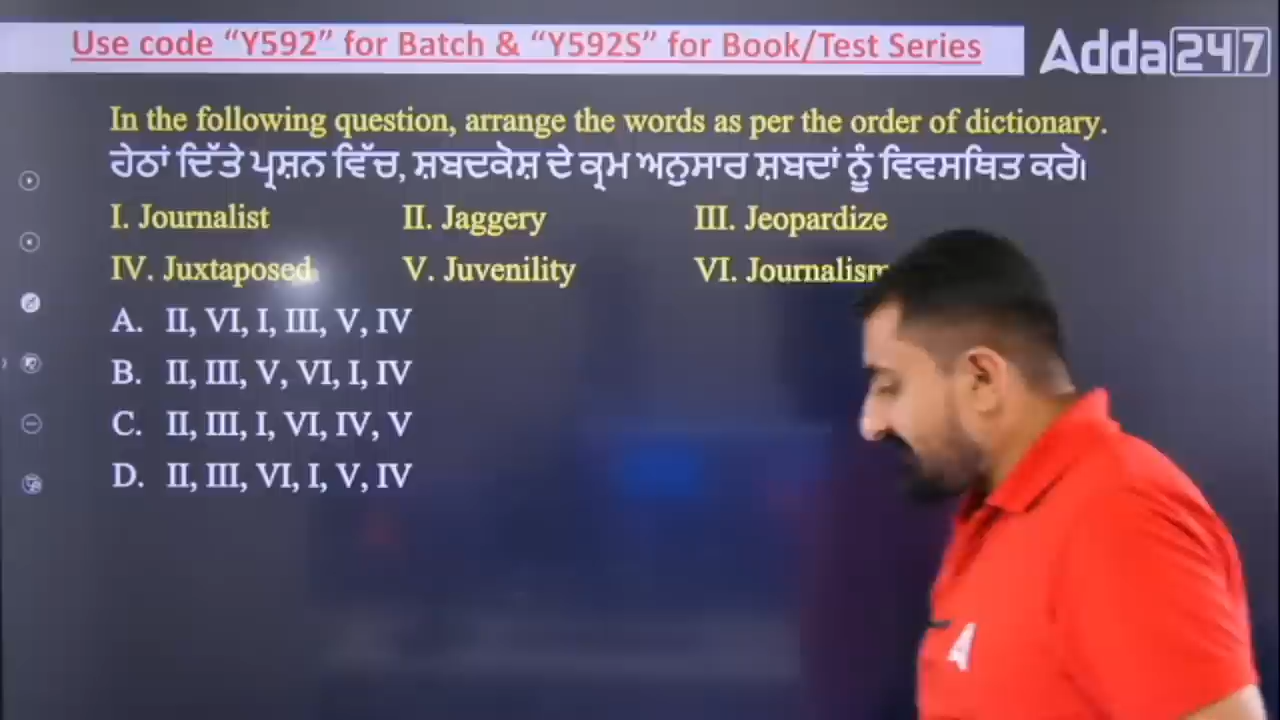 Use code “Y592” for Batch & “Y592S” for Book/Test Series
Adda247
In the following question, arrange the words as per the order of dictionary.
ਹੇਠਾਂ ਦਿੱਤੇ ਪ੍ਰਸ਼ਨ ਵਿੱਚ, ਸ਼ਬਦਕੋਸ਼ ਦੇ ਕ੍ਰਮ ਅਨੁਸਾਰ ਸ਼ਬਦਾਂ ਨੂੰ ਵਿਵਸਥਿਤ ਕਰੋ।
I. Journalist II. Jaggery III. Jeopardize
IV. Juxtaposed V. Juvenility VI. Journalism
A. II, VI, I, III, V, IV
B. II, III, V, VI, I, IV
C. II, III, I, VI, IV, V
D. II, III, VI, I, V, IV